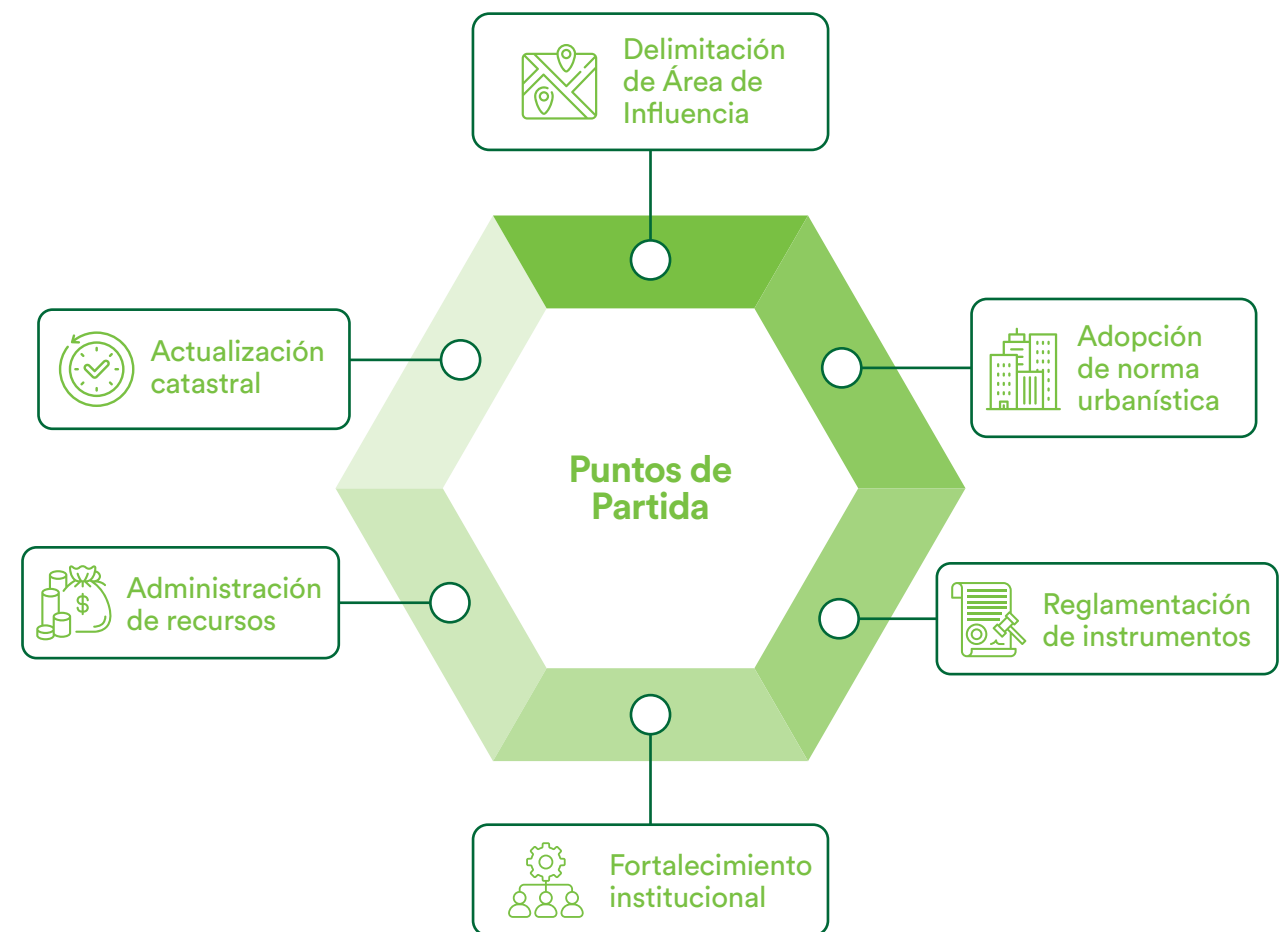 Delimitación
de Área de
Influencia
Adopción
de norma
urbanística
Actualización
catastral
Puntos de
Partida
Administración
de recursos
$
Reglamentación
de instrumentos
Fortalecimiento
institucional